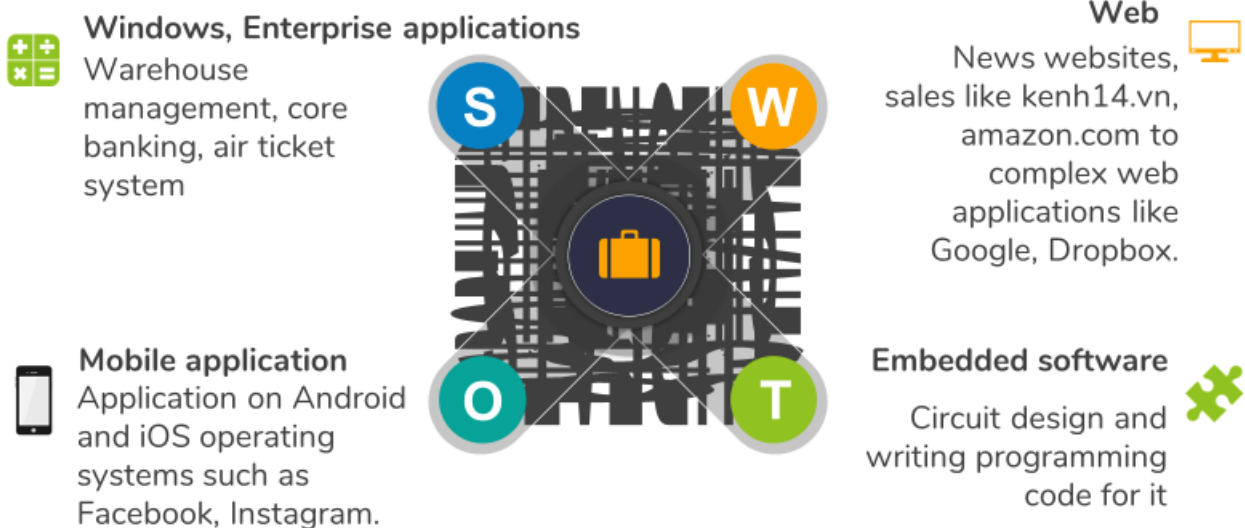 Windows, Enterprise applications
Warehouse
management, core
banking, air ticket
system
S
W
Web
News websites,
sales like kenh14.vn,
amazon.com to
complex web
applications like
Google, Dropbox.
Mobile application
Application on Android
and iOS operating
systems such as
Facebook, Instagram.
O
T
Embedded software
Circuit design and
writing programming
code for it